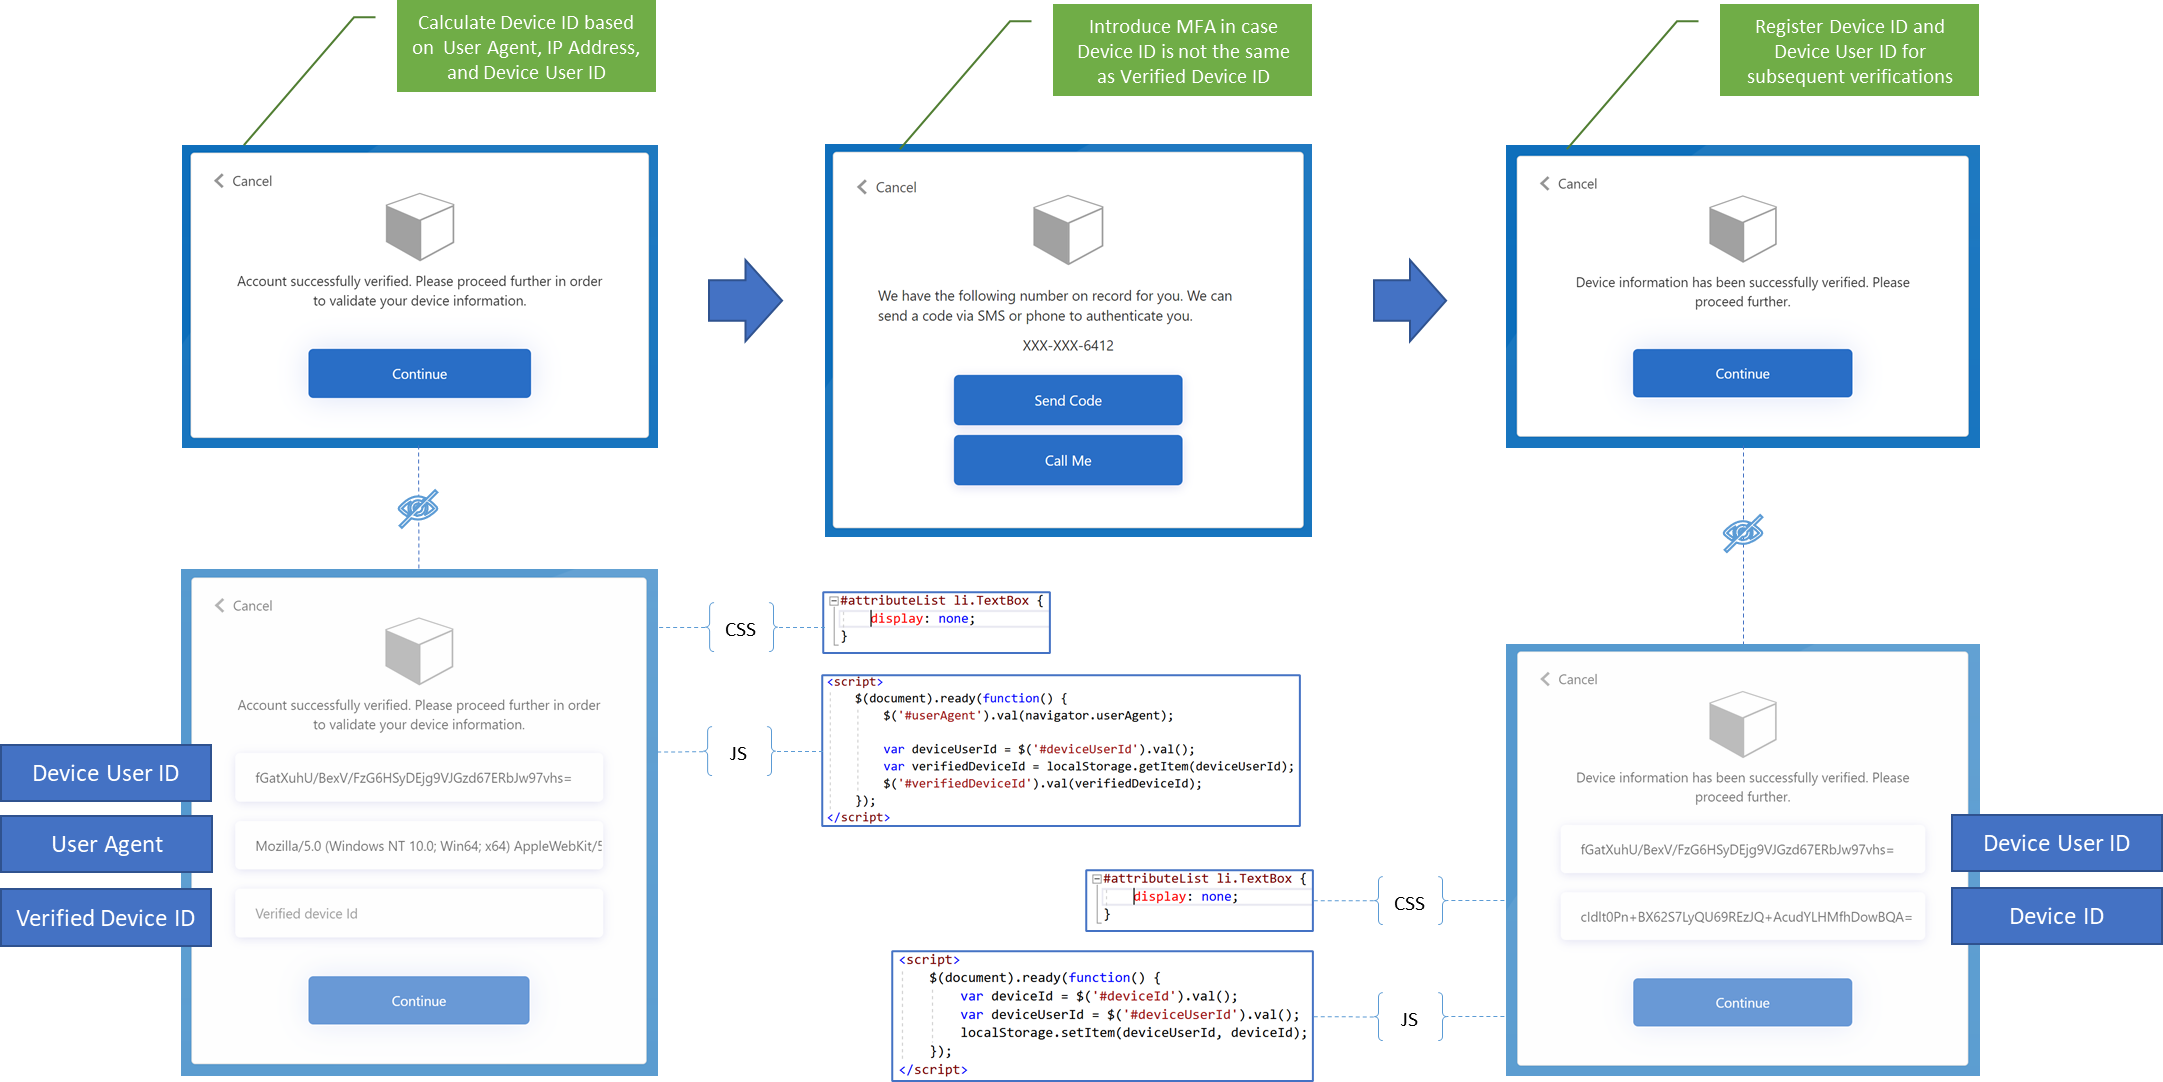 Calculate Device ID based
on User Agent, IP Address,
and Device User ID
Introduce MFA in case
Device ID is not the same
as Verified Device ID
Register Device ID and
Device User ID for
subsequent verifications
Cancel
Account successfully verified. Please proceed further in order
to validate your device information.
Continue
Cancel
We have the following number on record for you. We can
send a code via SMS or phone to authenticate you.
XXX-XXX-6412
Send Code
Call Me
Cancel
Device information has been successfully verified. Please
proceed further.
Continue
Cancel
Account successfully verified. Please proceed further in order
to validate your device information.
Device User ID
fGatXuhU/BexV/FzG6HSyDEjg9VJGzd67ERbJw97vhs=
User Agent
Mozilla/5.0 (Windows NT 10.0; Win64; x64) AppleWebKit/5
Verified Device ID
Verified device Id
Continue
CSS
#attributeList li.TextBox {
display: none;
}
JS
<script>
$(document).ready(function() {
$('#userAgent').val(navigator.userAgent);
var deviceUserId = $('#deviceUserId').val();
var verifiedDeviceId = localStorage.getItem(deviceUserId);
$('#verifiedDeviceId').val(verifiedDeviceId);
});
</script>
#attributeList li.TextBox {
display: none;
}
CSS
<script>
$(document).ready(function() {
var deviceId = $('#deviceId').val();
var deviceUserId = $('#deviceUserId').val();
localStorage.setItem(deviceUserId, deviceId);
});
</script>
JS
Cancel
Device information has been successfully verified. Please
proceed further.
fGatXuhU/BexV/FzG6HSyDEjg9VJGzd67ERbJw97vhs=
Device User ID
cIdIt0Pn+BX62S7LyQU69REzJQ+AcudYLHMfhDowBQA=
Device ID
Continue